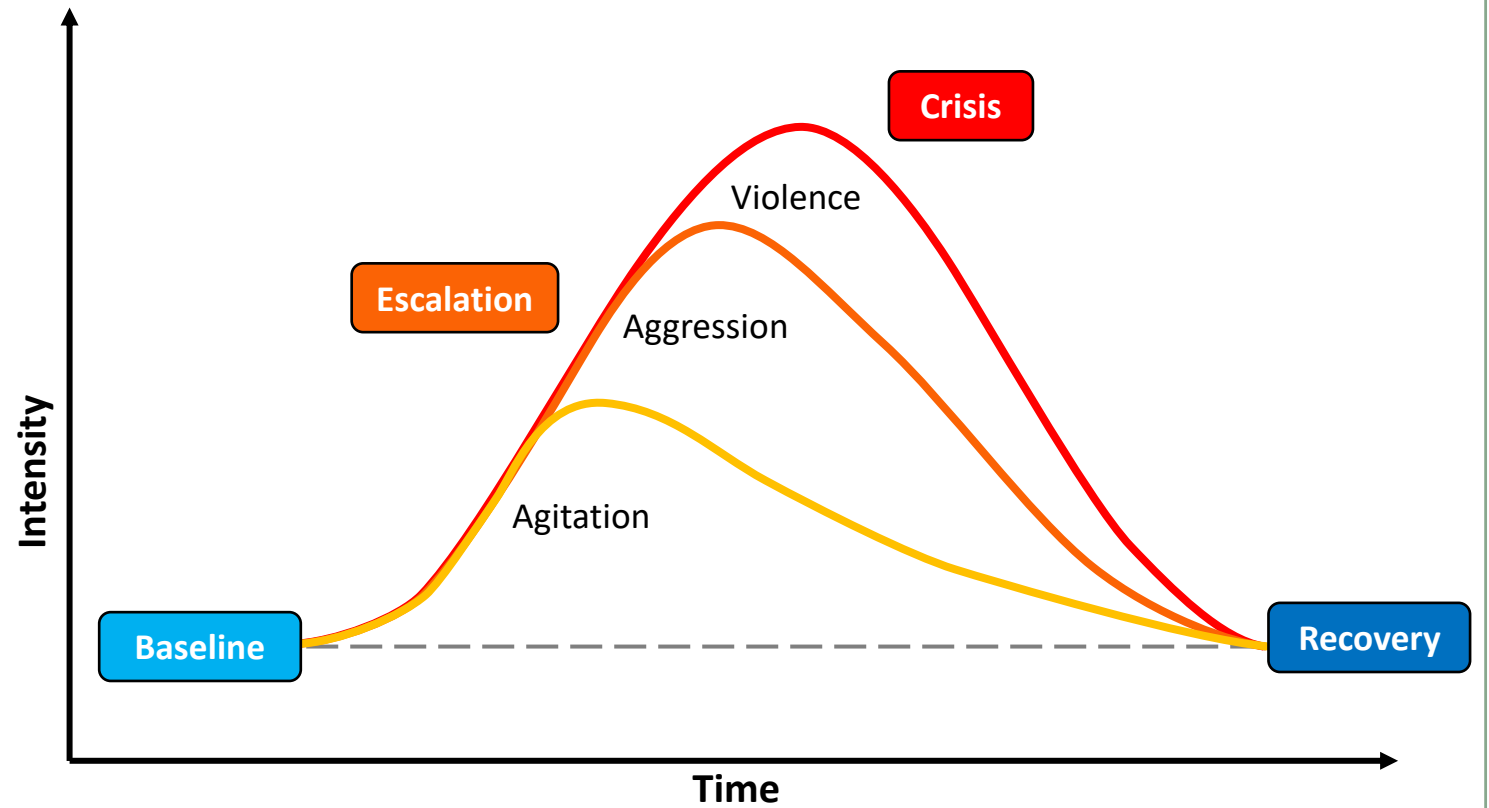 Crisis
Violence
Escalation
Aggression
Intensity
Agitation
Baseline
Recovery
Time